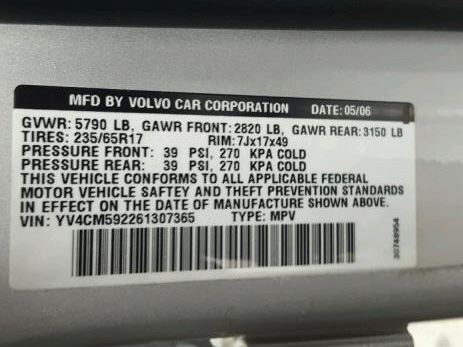 MFD BY VOLVO CAR CORPORATION DATE: 05/06
GVWR: 5790 LB, GAWR FRONT: 2820 LB, GAWR REAR: 3150 LB
TIRES: 235/65R17 RIM: 7Jx17x49
PRESSURE FRONT: 39 PSI, 270 KPA COLD
PRESSURE REAR: 39 PSI, 270 KPA COLD
THIS VEHICLE CONFORMS TO ALL APPLICABLE FEDERAL
MOTOR VEHICLE SAFTEY AND THEFT PREVENTION STANDARDS
IN EFFECT ON THE DATE OF MANUFACTURE SHOWN ABOVE.
VIN: YV4CM592261307365 TYPE: MPV
30748954